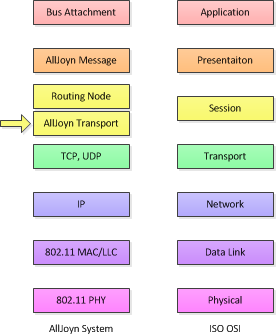 Bus Attachment
Application
AllJoyn Message
Presentaiton
Routing Node
Session
AllJoyn Transport
TCP, UDP
Transport
IP
Network
802.11 MAC/LLC
Data Link
802.11 PHY
Physical
AllJoyn System
ISO OSI